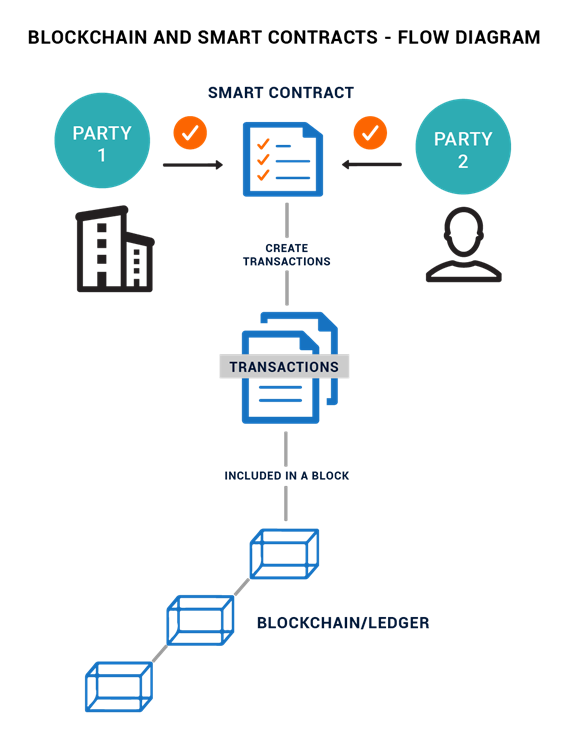 BLOCKCHAIN AND SMART CONTRACTS - FLOW DIAGRAM
SMART CONTRACT
PARTY
1
PARTY
2
CREATE
TRANSACTIONS
TRANSACTIONS
INCLUDED IN A BLOCK
BLOCKCHAIN/LEDGER